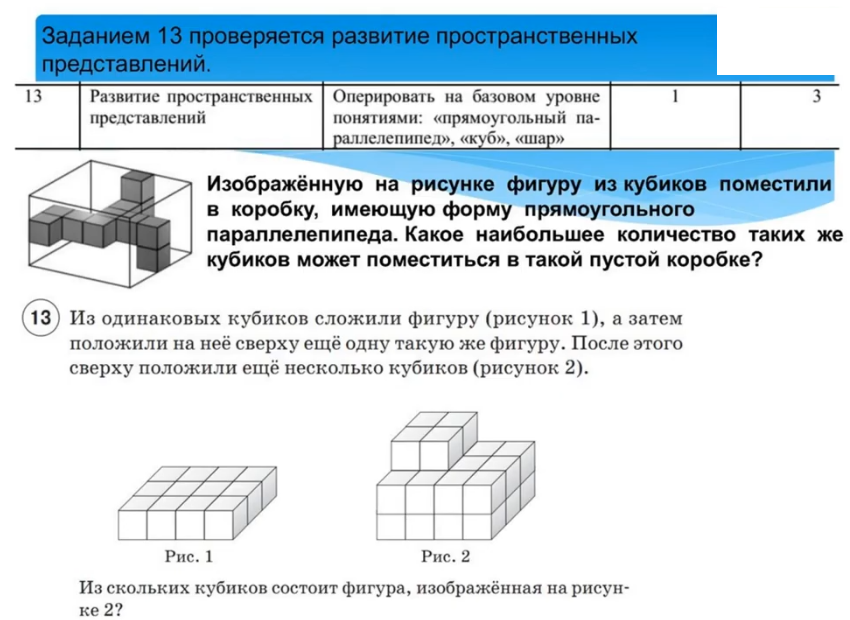 Заданием 13 проверяется развитие пространственных
представлений.
13 Развитие пространственных Оперировать на базовом уровне 1 3
представлений понятиями: «прямоугольный па-
раллелепипед», «куб», «шар»
Изображённую на рисунке фигуру из кубиков поместили
в коробку, имеющую форму прямоугольного
параллелепипеда. Какое наибольшее количество таких же
кубиков может поместиться в такой пустой коробке?
13 Из одинаковых кубиков сложили фигуру (рисунок 1), а затем
положили на неё сверху ещё одну такую же фигуру. После этого
сверху положили ещё несколько кубиков (рисунок 2).
Рис. 1 Рис. 2
Из скольких кубиков состоит фигура, изображённая на рисун-
ке 2?